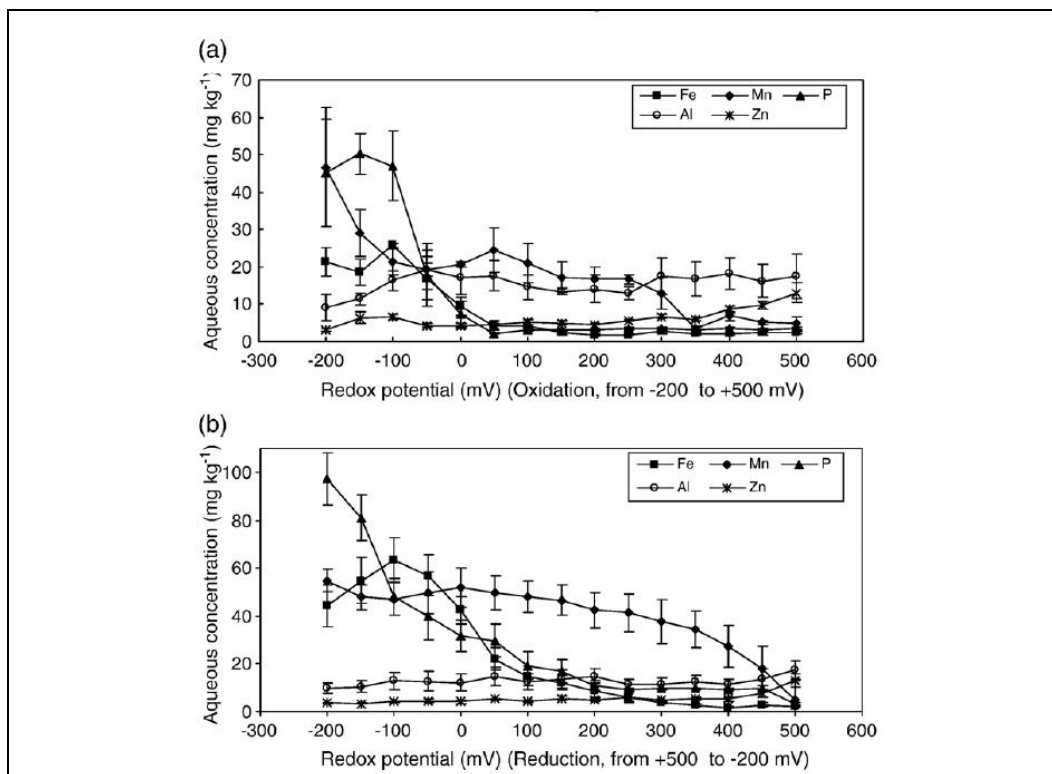 (a)
70
60
50
40
30
20
10
0
Aqueous concentration (mg kg⁻¹)
Fe Mn P
Al Zn
-300 -200 -100 0 100 200 300 400 500 600
Redox potential (mV) (Oxidation, from -200 to +500 mV)
(b)
100
80
60
40
20
0
Aqueous concentration (mg kg⁻¹)
Fe Mn P
Al Zn
-300 -200 -100 0 100 200 300 400 500 600
Redox potential (mV) (Reduction, from +500 to -200 mV)